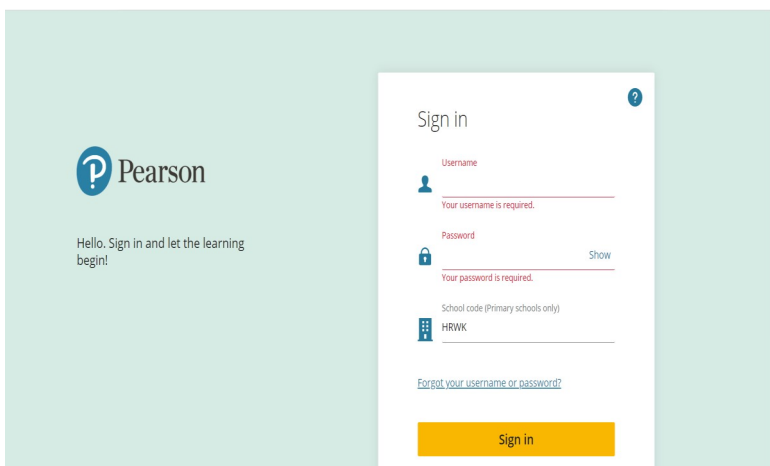 Pearson
Hello. Sign in and let the learning
begin!
?
Sign in
Username
Your username is required.
Password
Show
Your password is required.
School code (Primary schools only)
HRWK
Forgot your username or password?
Sign in